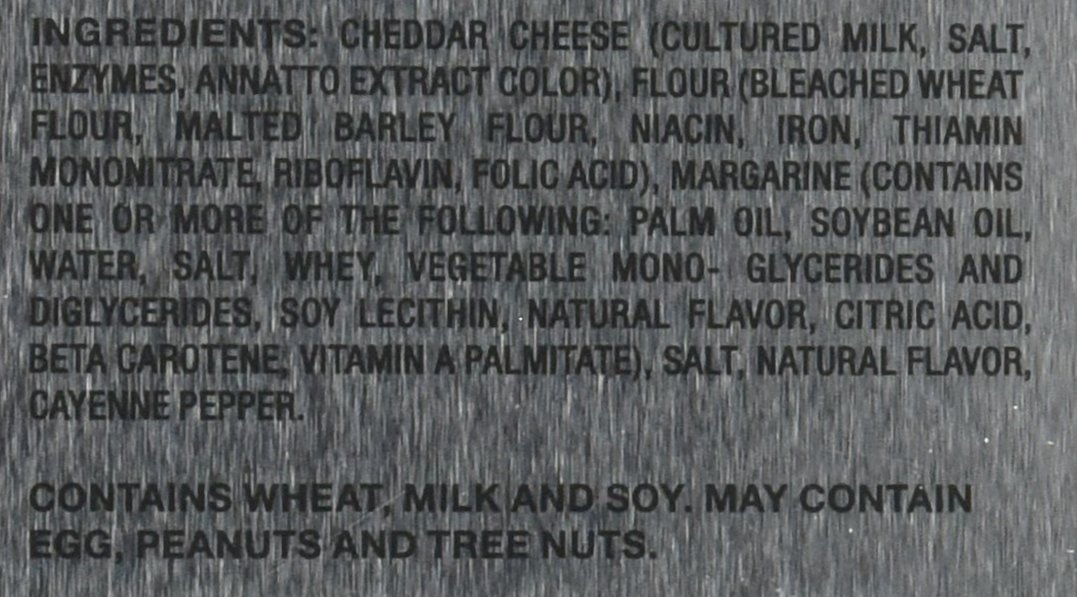 INGREDIENTS: CHEDDAR CHEESE (CULTURED MILK, SALT,
ENZYMES, ANNATTO EXTRACT COLOR), FLOUR (BLEACHED WHEAT
FLOUR, MALTED BARLEY FLOUR, NIACIN, IRON, THIAMIN
MONONITRATE, RIBOFLAVIN, FOLIC ACID), MARGARINE (CONTAINS
ONE OR MORE OF THE FOLLOWING: PALM OIL, SOYBEAN OIL,
WATER, SALT, WHEY, VEGETABLE MONO- GLYCERIDES AND
DIGLYCERIDES, SOY LECITHIN, NATURAL FLAVOR, CITRIC ACID,
BETA CAROTENE, VITAMIN A PALMITATE), SALT, NATURAL FLAVOR,
CAYENNE PEPPER.
CONTAINS WHEAT, MILK AND SOY. MAY CONTAIN
EGG, PEANUTS AND TREE NUTS.